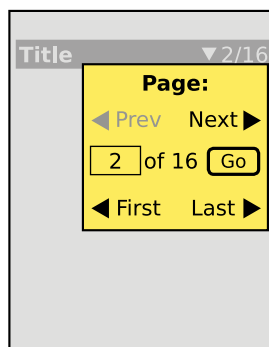 Title ▼2/16
Page:
◀ Prev Next ▶
2 of 16 Go
◀ First Last ▶